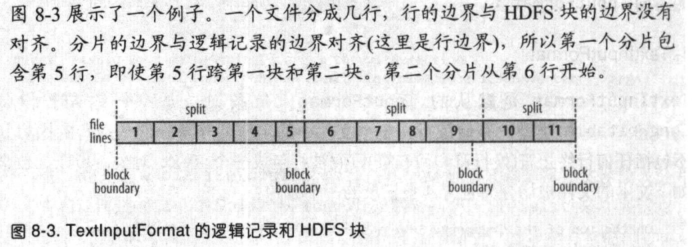 图 8-3 展示了一个例子。一个文件分成几行，行的边界与 HDFS 块的边界没有
对齐。分片的边界与逻辑记录的边界对齐(这里是行边界)，所以第一个分片包
含第 5 行，即使第 5 行跨第一块和第二块。第二个分片从第 6 行开始。
split split split
file
lines
1 2 3 4 5 6 7 8 9 10 11
block block block block
boundary boundary boundary boundary
图 8-3. TextInputFormat 的逻辑记录和 HDFS 块